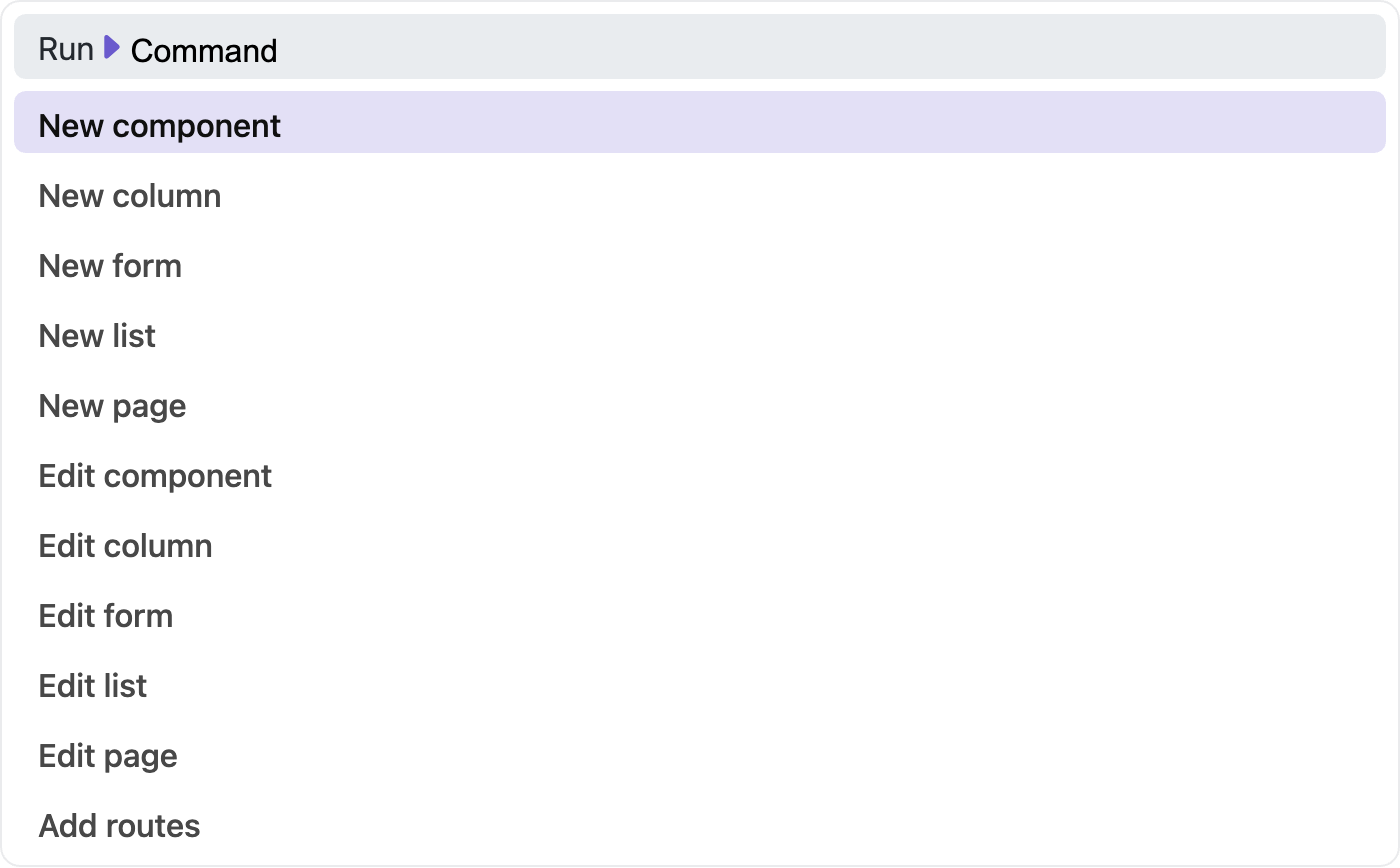 Run Command
New component
New column
New form
New list
New page
Edit component
Edit column
Edit form
Edit list
Edit page
Add routes